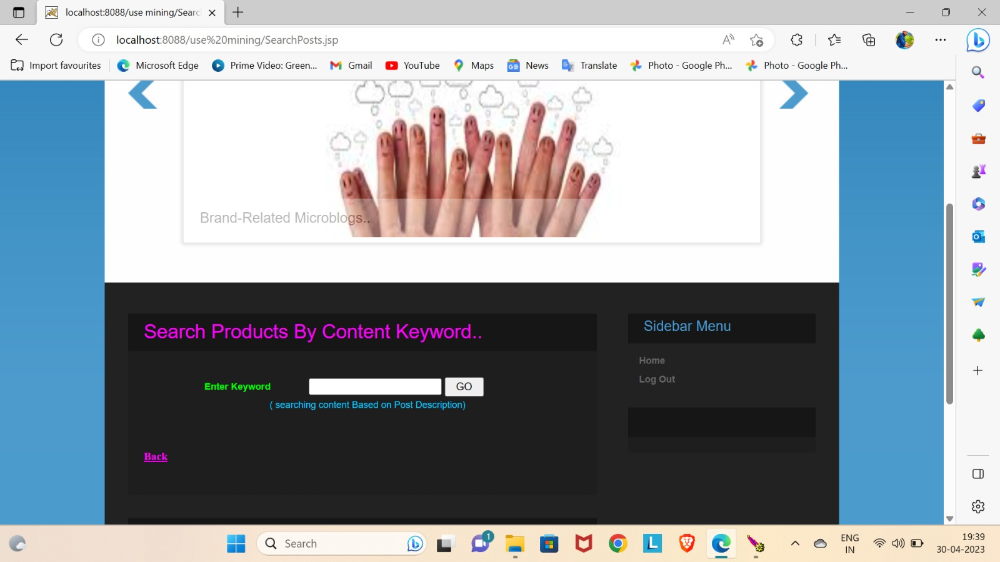 localhost:8088/use mining/Searc
localhost:8088/use%20mining/SearchPosts.jsp
Import favourites
Microsoft Edge
Prime Video: Green...
Gmail
YouTube
Maps
News
Translate
Photo - Google Ph...
Photo - Google Ph...
Brand-Related Microblogs..
Search Products By Content Keyword..
Sidebar Menu
Home
Log Out
Enter Keyword
GO
( searching content Based on Post Description)
Back
Search
1
L
ENG
IN
19:39
30-04-2023